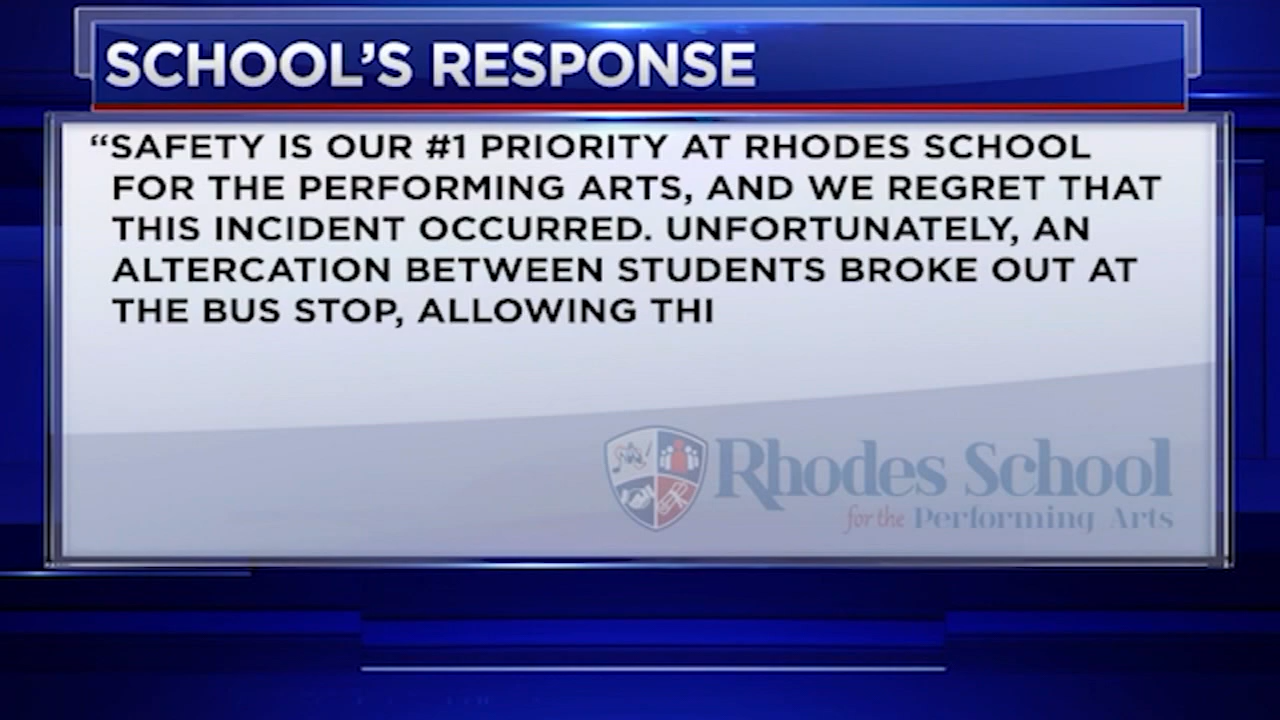 SCHOOL'S RESPONSE
“SAFETY IS OUR #1 PRIORITY AT RHODES SCHOOL
FOR THE PERFORMING ARTS, AND WE REGRET THAT
THIS INCIDENT OCCURRED. UNFORTUNATELY, AN
ALTERCATION BETWEEN STUDENTS BROKE OUT AT
THE BUS STOP, ALLOWING THI
Rhodes School
for the Performing Arts